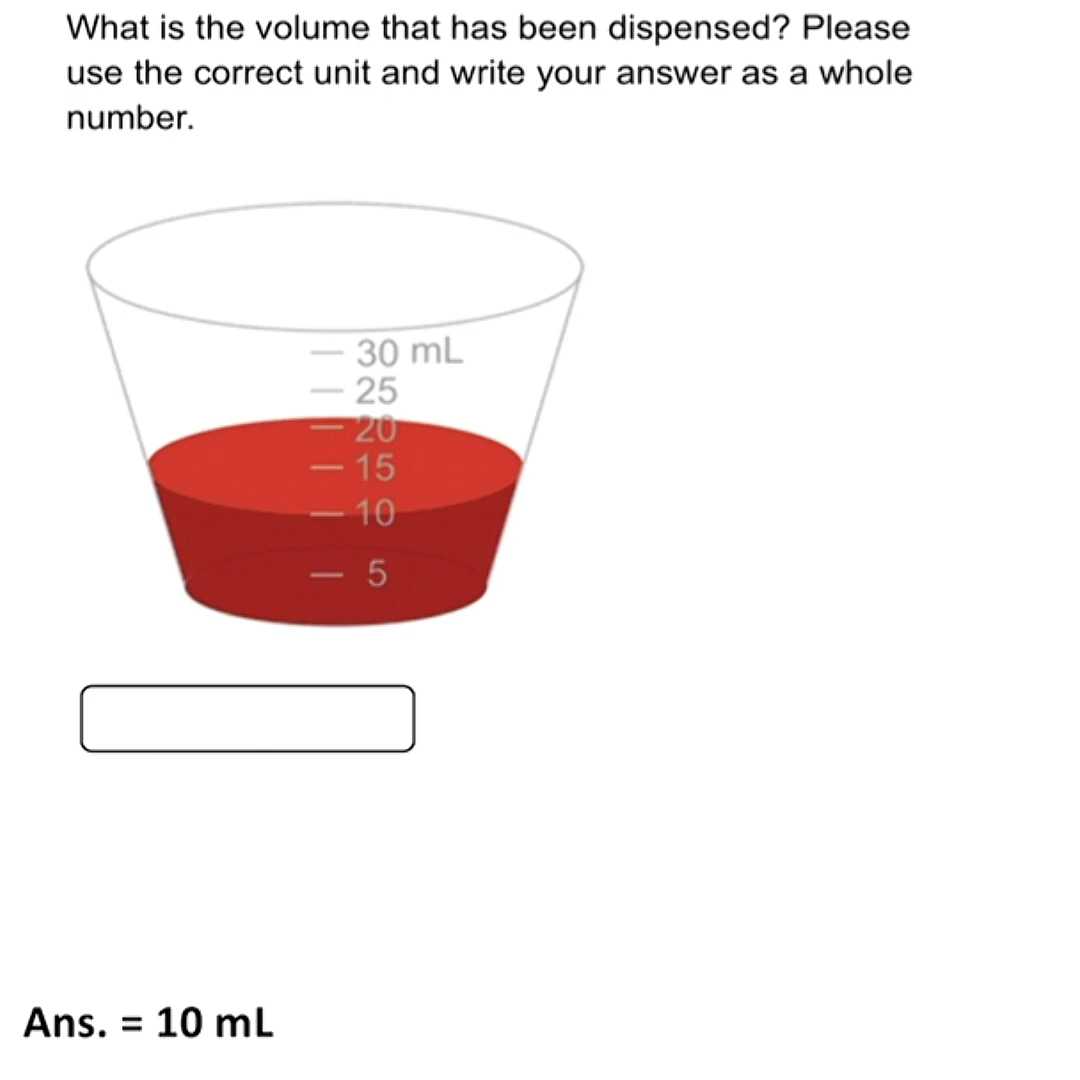 What is the volume that has been dispensed? Please
use the correct unit and write your answer as a whole
number.
30 mL
25
20
15
10
5
Ans. = 10 mL